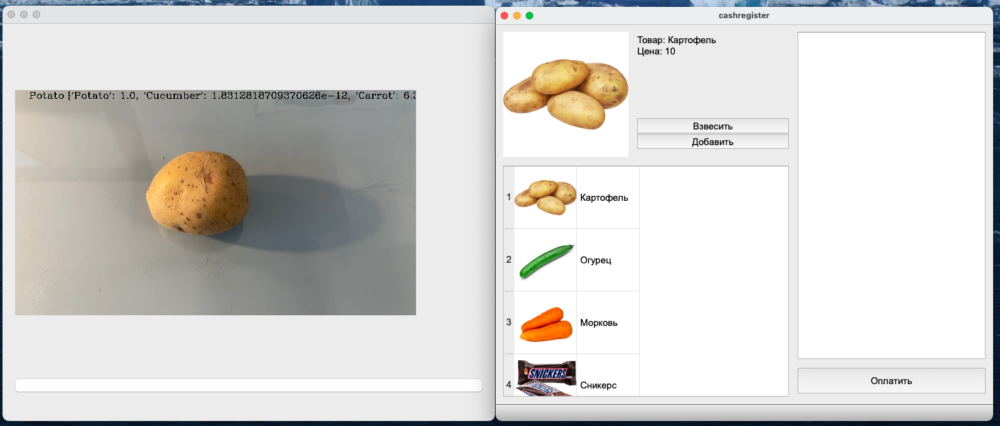 Potato {'Potato': 1.0, 'Cucumber': 1.8312818709370626e-12, 'Carrot': 6.3
cashregister
Товар: Картофель
Цена: 10
Взвесить
Добавить
1 Картофель
2 Огурец
3 Морковь
SNICKERS
4 Сникерс
Оплатить